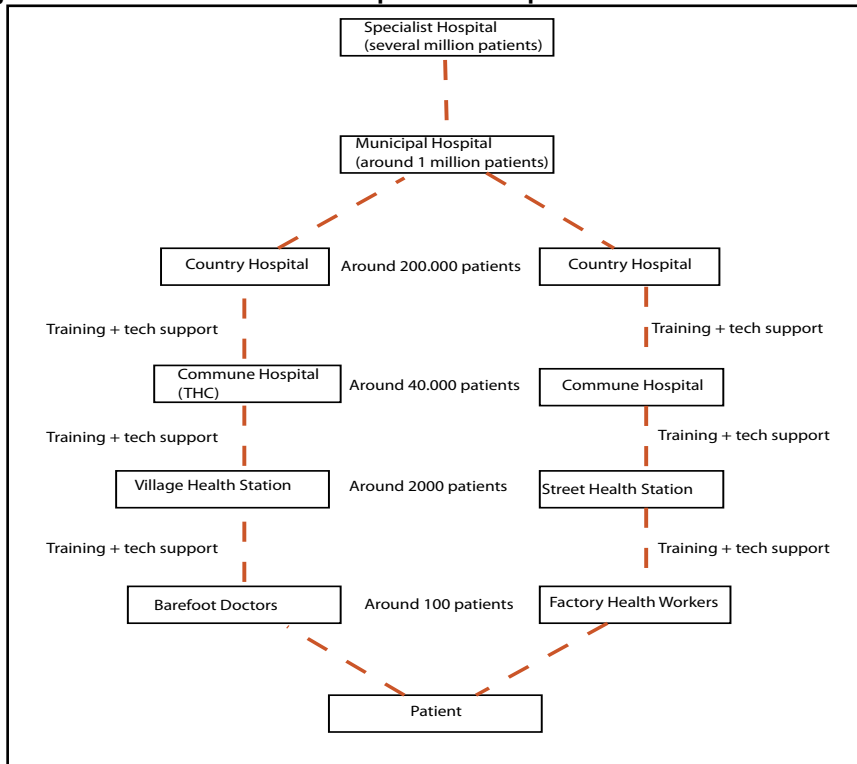 Specialist Hospital
(several million patients)
Municipal Hospital
(around 1 million patients)
Country Hospital
Around 200.000 patients
Country Hospital
Training + tech support
Training + tech support
Commune Hospital
(THC)
Around 40.000 patients
Commune Hospital
Training + tech support
Training + tech support
Village Health Station
Around 2000 patients
Street Health Station
Training + tech support
Training + tech support
Barefoot Doctors
Around 100 patients
Factory Health Workers
Patient